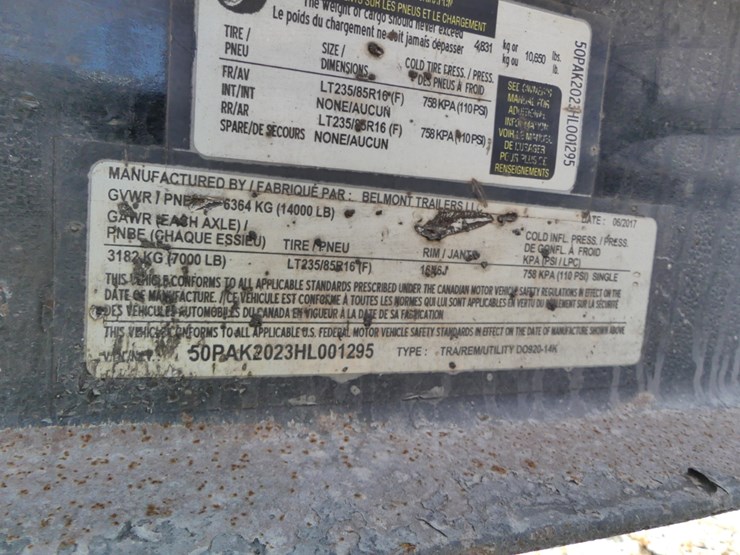 SUR LES PNEUS ET LE CHARGEMENT
The weight of cargo should never exceed
Le poids du chargement ne doit jamais dépasser 4,831 kg or kg ou 10,650 lbs. lb.
TIRE / PNEU SIZE / DIMENSIONS COLD TIRE PRESS. / PRESS. DES PNEUS À FROID
FR/AV LT235/85R16 (F) 758 KPA (110 PSI)
INT/INT NONE/AUCUN
RR/AR LT235/85R16 (F) 758 KPA (110 PSI)
SPARE/DE SECOURS NONE/AUCUN
SEE OWNER'S
MANUAL FOR
ADDITIONAL
INFORMATION
VOIR LE MANUEL
DE L'USAGER
POUR PLUS DE
RENSEIGNEMENTS
50PAK2023HL001295
MANUFACTURED BY / FABRIQUÉ PAR : BELMONT TRAILERS
DATE : 06/2017
GVWR / PNBV 6364 KG (14000 LB)
GAWR (EACH AXLE) /
PNBE (CHAQUE ESSIEU) TIRE / PNEU RIM / JANTE COLD INFL. PRESS. / PRESS. DE GONFL. À FROID KPA (PSI / LPC)
3182 KG (7000 LB) LT235/85R16 (F) 16x6J 758 KPA (110 PSI) SINGLE
THIS VEHICLE CONFORMS TO ALL APPLICABLE STANDARDS PRESCRIBED UNDER THE CANADIAN MOTOR VEHICLE SAFETY REGULATIONS IN EFFECT ON THE
DATE OF MANUFACTURE. / CE VÉHICULE EST CONFORME À TOUTES LES NORMES QUI LUI SONT APPLICABLES EN VERTU DU RÈGLEMENT SUR LA SÉCURITÉ
DES VÉHICULES AUTOMOBILES DU CANADA EN VIGUEUR À LA DATE DE SA FABRICATION
THIS VEHICLE CONFORMS TO ALL APPLICABLE U.S. FEDERAL MOTOR VEHICLE SAFETY STANDARDS IN EFFECT ON THE DATE OF MANUFACTURE SHOWN ABOVE
50PAK2023HL001295 TYPE : TRA/REM/UTILITY DO920-14K